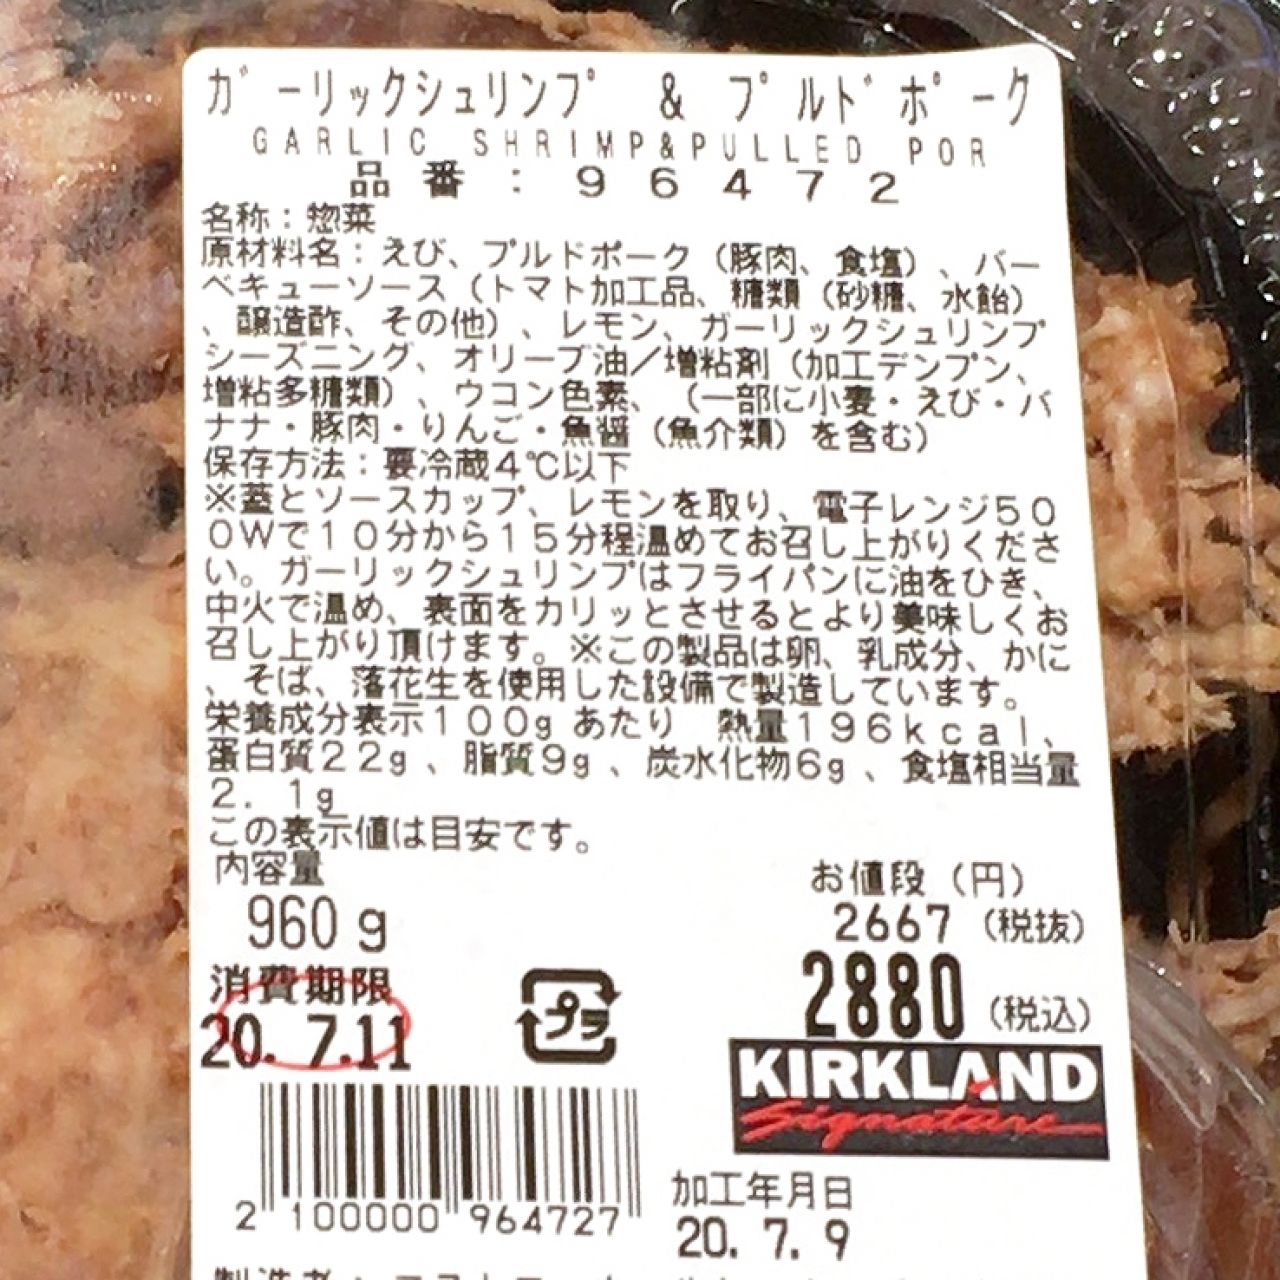 ガーリックシュリンプ & プルドポーク
GARLIC SHRIMP&PULLED POR
品番:96472
名称:惣菜
原材料名:えび、プルドポーク(豚肉、食塩)、バー
ベキューソース(トマト加工品、糖類(砂糖、水飴)
、醸造酢、その他)、レモン、ガーリックシュリンプ
シーズニング、オリーブ油/増粘剤(加工デンプン、
増粘多糖類)、ウコン色素、(一部に小麦・えび・バ
ナナ・豚肉・りんご・魚醤(魚介類)を含む)
保存方法:要冷蔵4℃以下
※蓋とソースカップ、レモンを取り、電子レンジ50
0Wで10分から15分程温めてお召し上がりくださ
い。ガーリックシュリンプはフライパンに油をひき、
中火で温め、裏面をカリッとさせるとより美味しくお
召し上がり頂けます。※この製品は卵、乳成分、かに
、そば、落花生を使用した設備で製造しています。
栄養成分表示100gあたり 熱量196kcal、
蛋白質22g、脂質9g、炭水化物6g、食塩相当量
2.1g
この表示値は目安です。
内容量
960g
お値段(円)
2667(税抜)
2880(税込)
消費期限
20.7.11
プラ
KIRKLAND
Signature
2 100000 964727
加工年月日
20.7.9